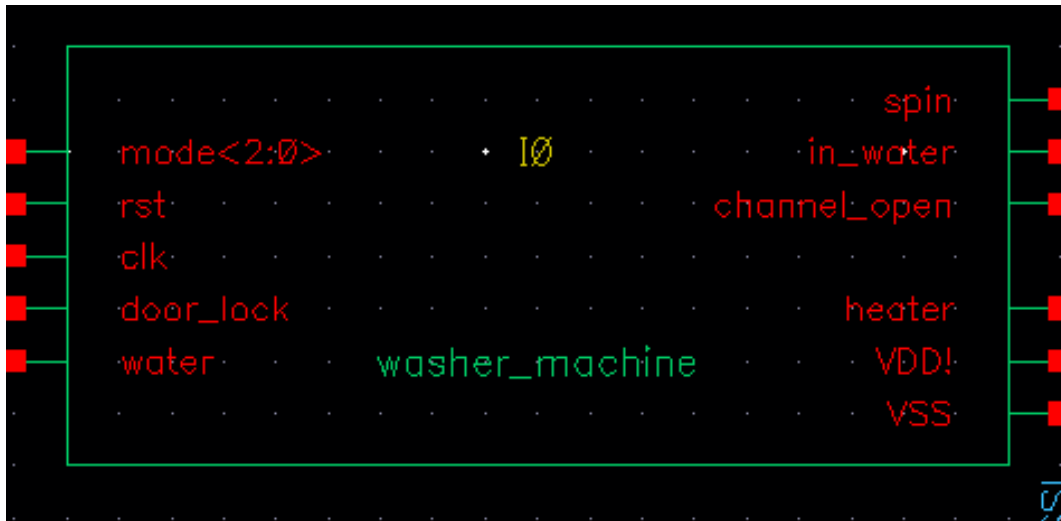 spin
mode<2:0> I0 in_water
rst channel_open
clk
door_lock heater
water washer_machine VDD!
VSS